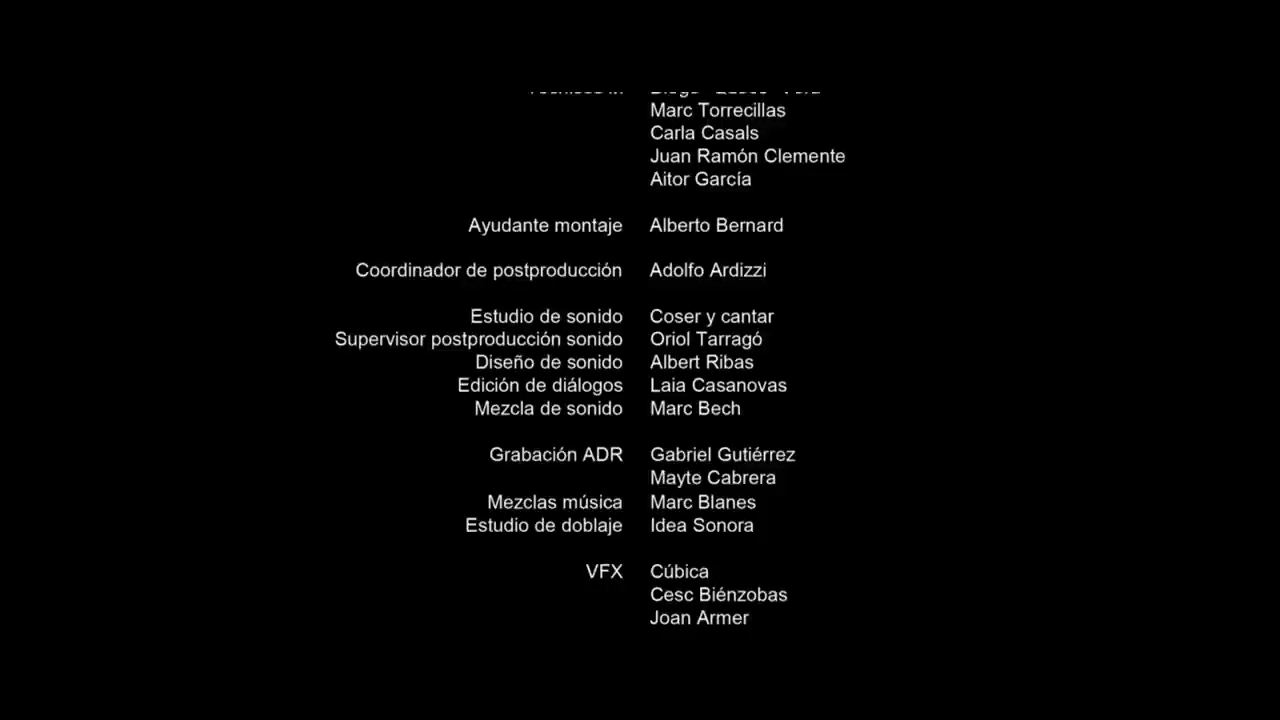 Marc Torrecillas
Carla Casals
Juan Ramón Clemente
Aitor García
Ayudante montaje Alberto Bernard
Coordinador de postproducción Adolfo Ardizzi
Estudio de sonido Coser y cantar
Supervisor postproducción sonido Oriol Tarragó
Diseño de sonido Albert Ribas
Edición de diálogos Laia Casanovas
Mezcla de sonido Marc Bech
Grabación ADR Gabriel Gutiérrez
Mayte Cabrera
Mezclas música Marc Blanes
Estudio de doblaje Idea Sonora
VFX Cúbica
Cesc Biénzobas
Joan Armer